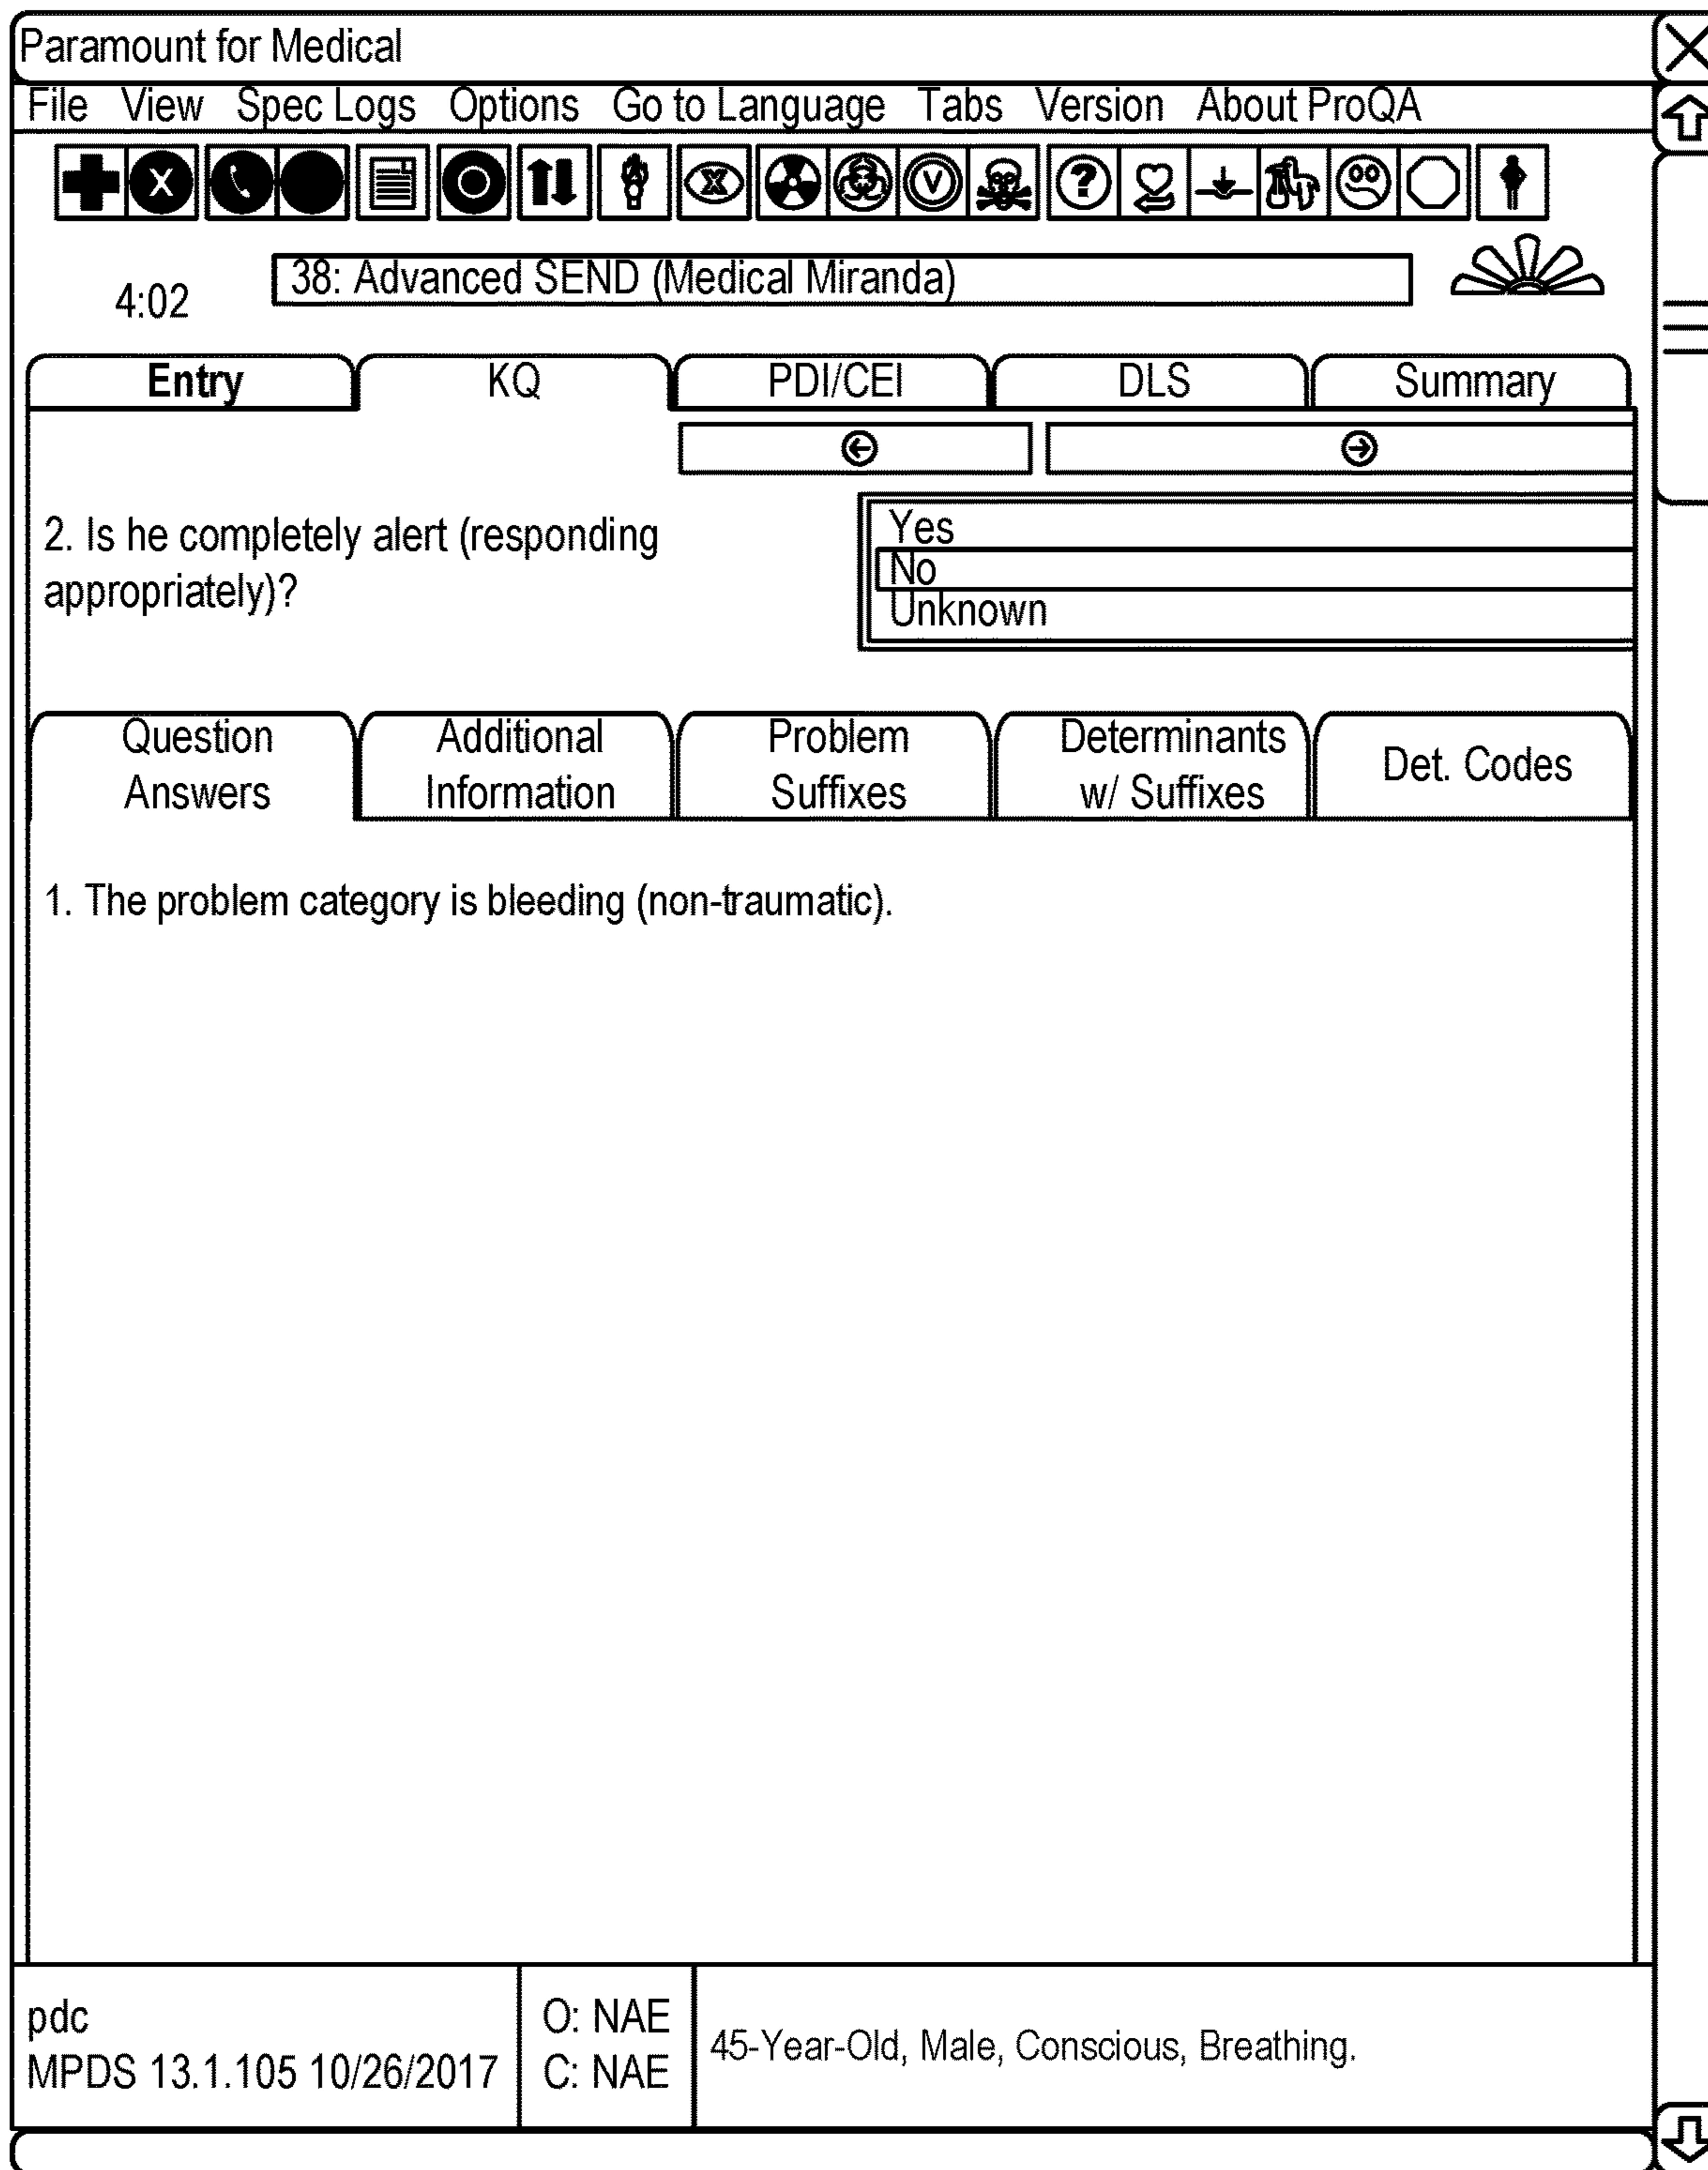 Paramount for Medical
File View Spec Logs Options Go to Language Tabs Version About ProQA
X
X
V
?
4:02
38: Advanced SEND (Medical Miranda)
Entry KQ PDI/CEI DLS Summary
2. Is he completely alert (responding
appropriately)?
Yes
No
Unknown
Question
Answers
Additional
Information
Problem
Suffixes
Determinants
w/ Suffixes
Det. Codes
1. The problem category is bleeding (non-traumatic).
pdc
MPDS 13.1.105 10/26/2017
O: NAE
C: NAE
45-Year-Old, Male, Conscious, Breathing.